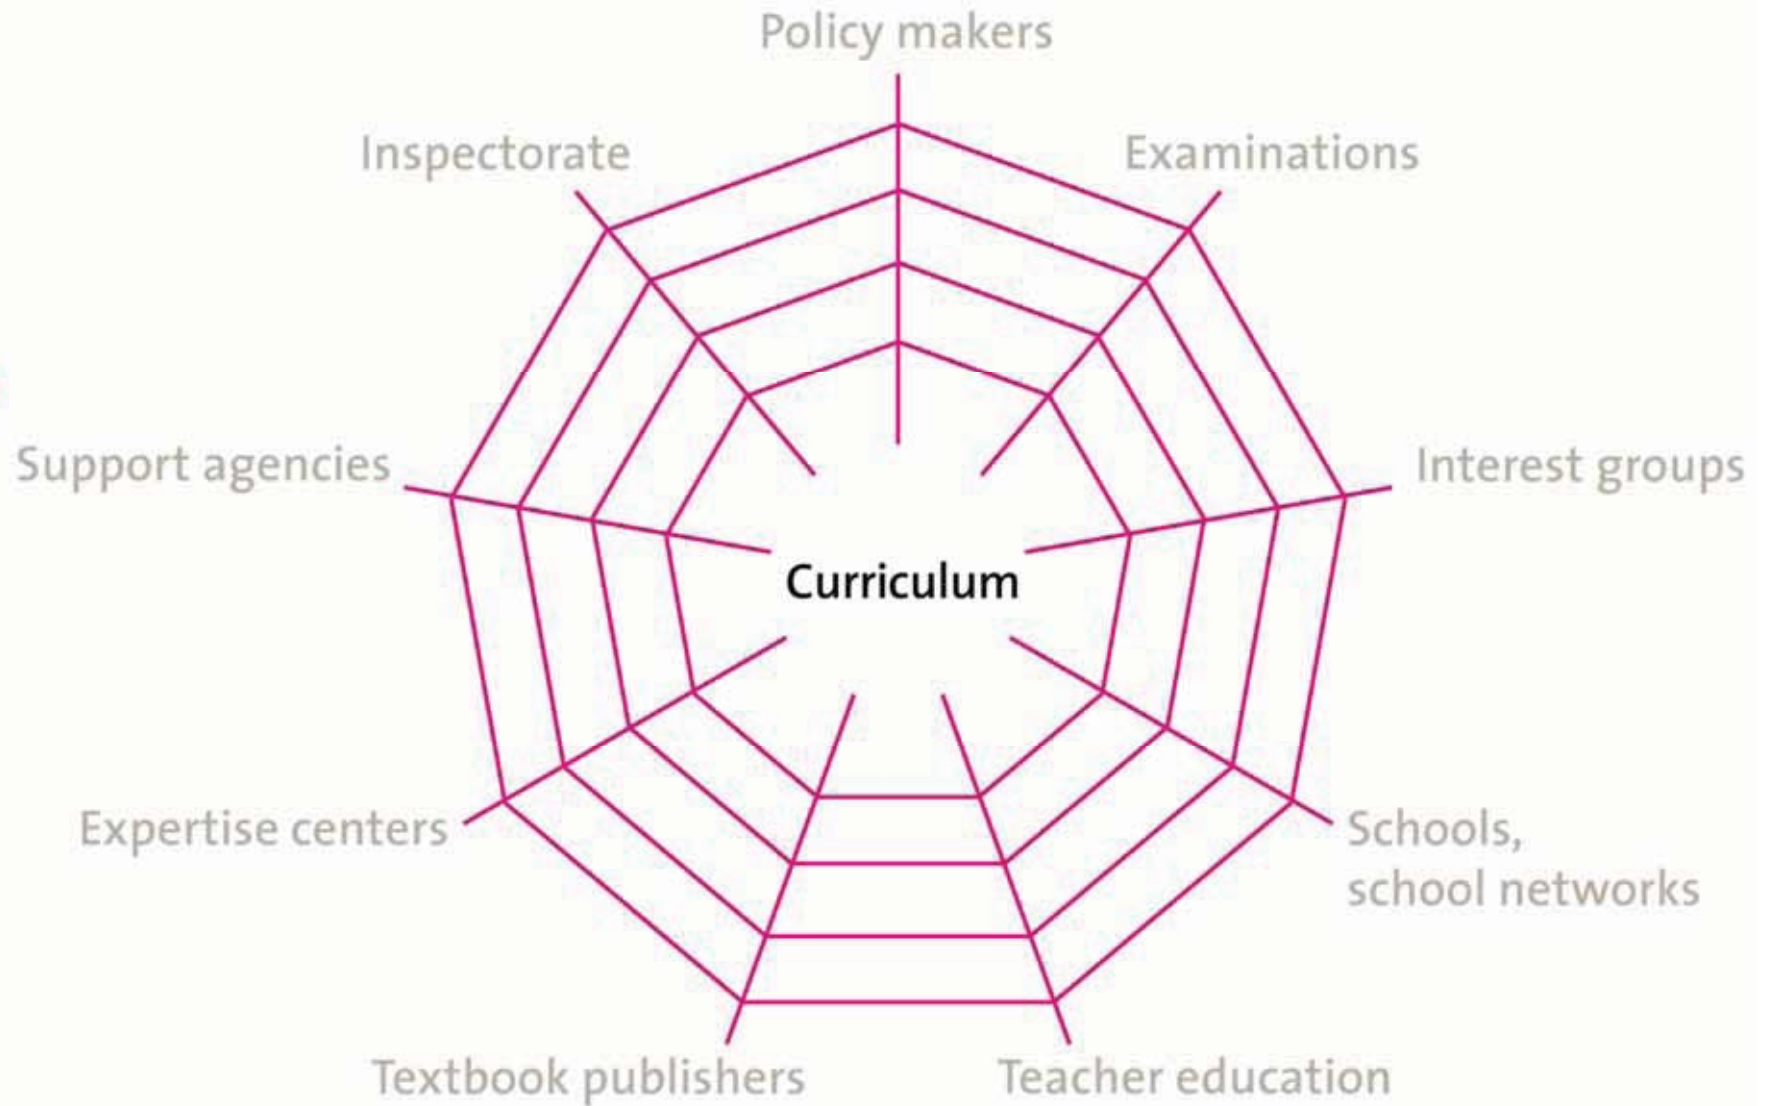 Policy makers
Inspectorate
Examinations
Support agencies
Interest groups
Curriculum
Expertise centers
Schools,
school networks
Textbook publishers
Teacher education